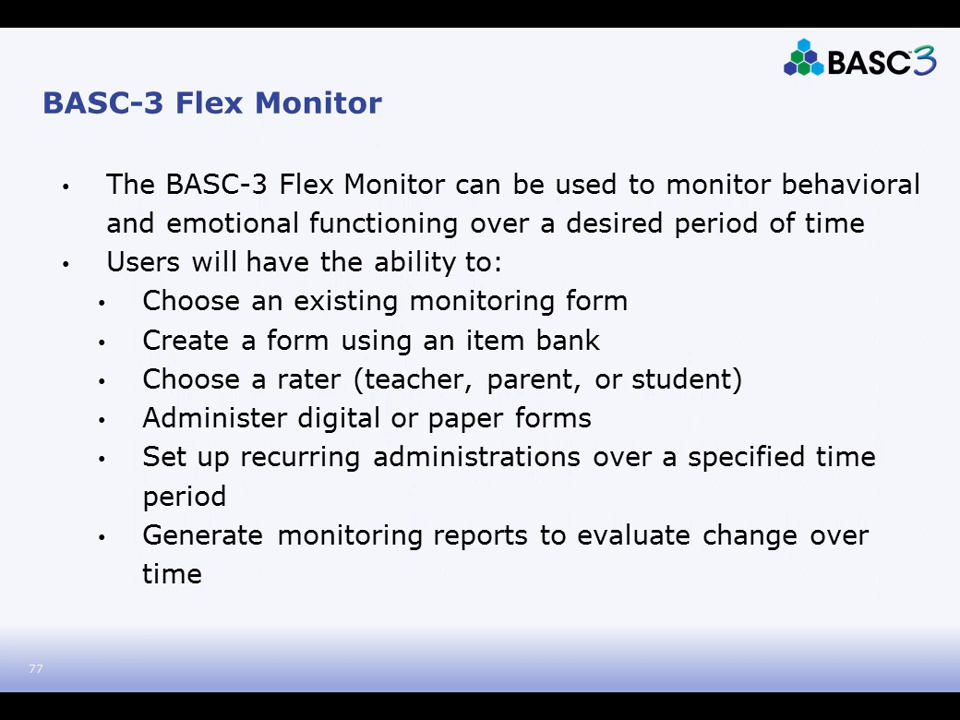 BASC-3
BASC-3 Flex Monitor
• The BASC-3 Flex Monitor can be used to monitor behavioral
and emotional functioning over a desired period of time
• Users will have the ability to:
• Choose an existing monitoring form
• Create a form using an item bank
• Choose a rater (teacher, parent, or student)
• Administer digital or paper forms
• Set up recurring administrations over a specified time
period
• Generate monitoring reports to evaluate change over
time
77